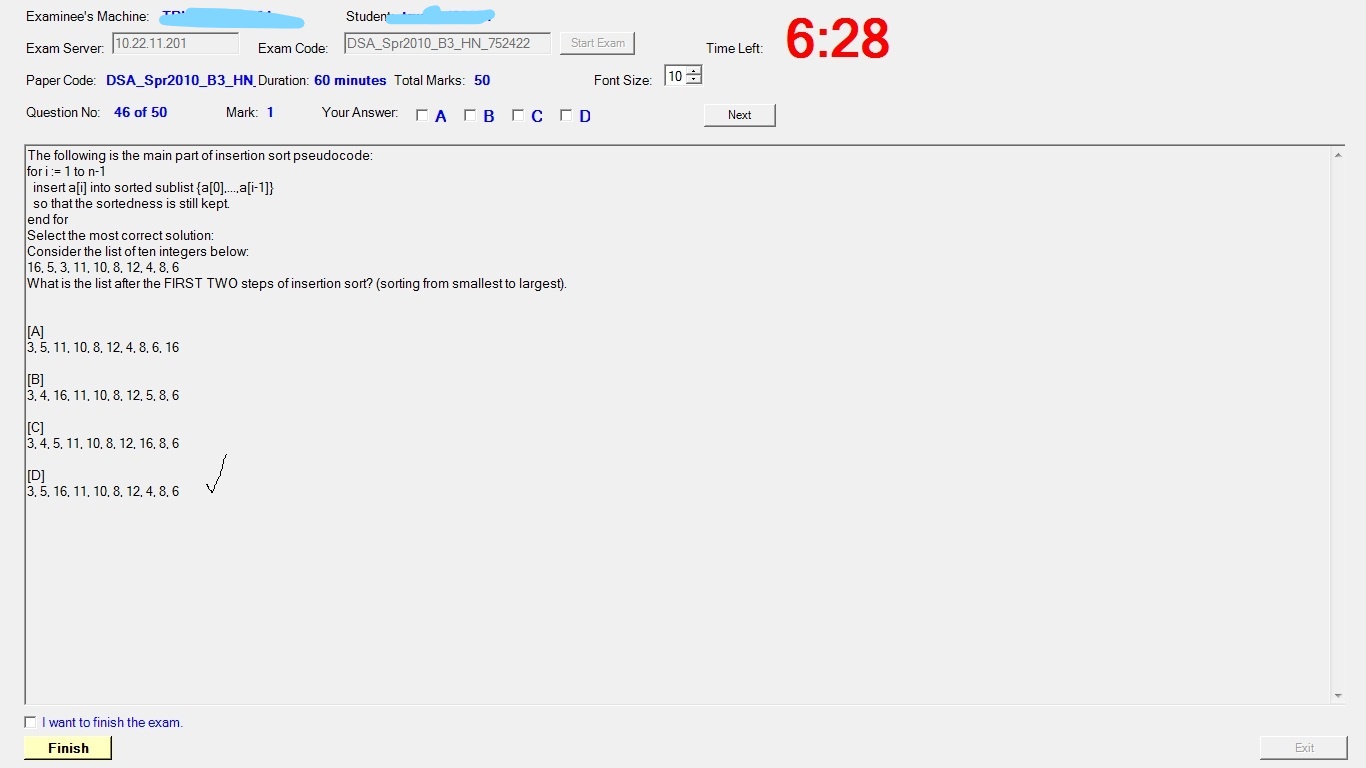 Examinee's Machine: Student:
Exam Server: 10.22.11.201 Exam Code: DSA_Spr2010_B3_HN_752422 Start Exam Time Left: 6:28
Paper Code: DSA_Spr2010_B3_HN_ Duration: 60 minutes Total Marks: 50 Font Size: 10
Question No: 46 of 50 Mark: 1 Your Answer: A B C D Next
The following is the main part of insertion sort pseudocode:
for i := 1 to n-1
insert a[i] into sorted sublist {a[0],...,a[i-1]}
so that the sortedness is still kept.
end for
Select the most correct solution:
Consider the list of ten integers below:
16, 5, 3, 11, 10, 8, 12, 4, 8, 6
What is the list after the FIRST TWO steps of insertion sort? (sorting from smallest to largest).
[A]
3, 5, 11, 10, 8, 12, 4, 8, 6, 16
[B]
3, 4, 16, 11, 10, 8, 12, 5, 8, 6
[C]
3, 4, 5, 11, 10, 8, 12, 16, 8, 6
[D]
3, 5, 16, 11, 10, 8, 12, 4, 8, 6
I want to finish the exam.
Finish Exit